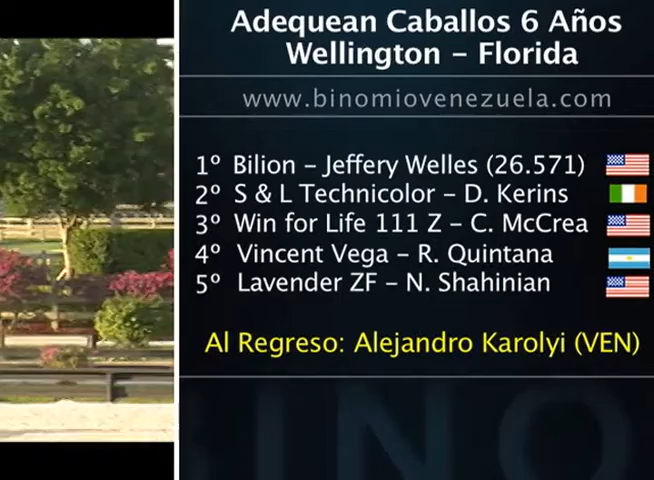 Adequean Caballos 6 Años
Wellington – Florida
www.binomiovenezuela.com
1º Bilion – Jeffery Welles (26.571)
2º S & L Technicolor – D. Kerins
3º Win for Life 111 Z – C. McCrea
4º Vincent Vega – R. Quintana
5º Lavender ZF – N. Shahinian
Al Regreso: Alejandro Karolyi (VEN)
BINO